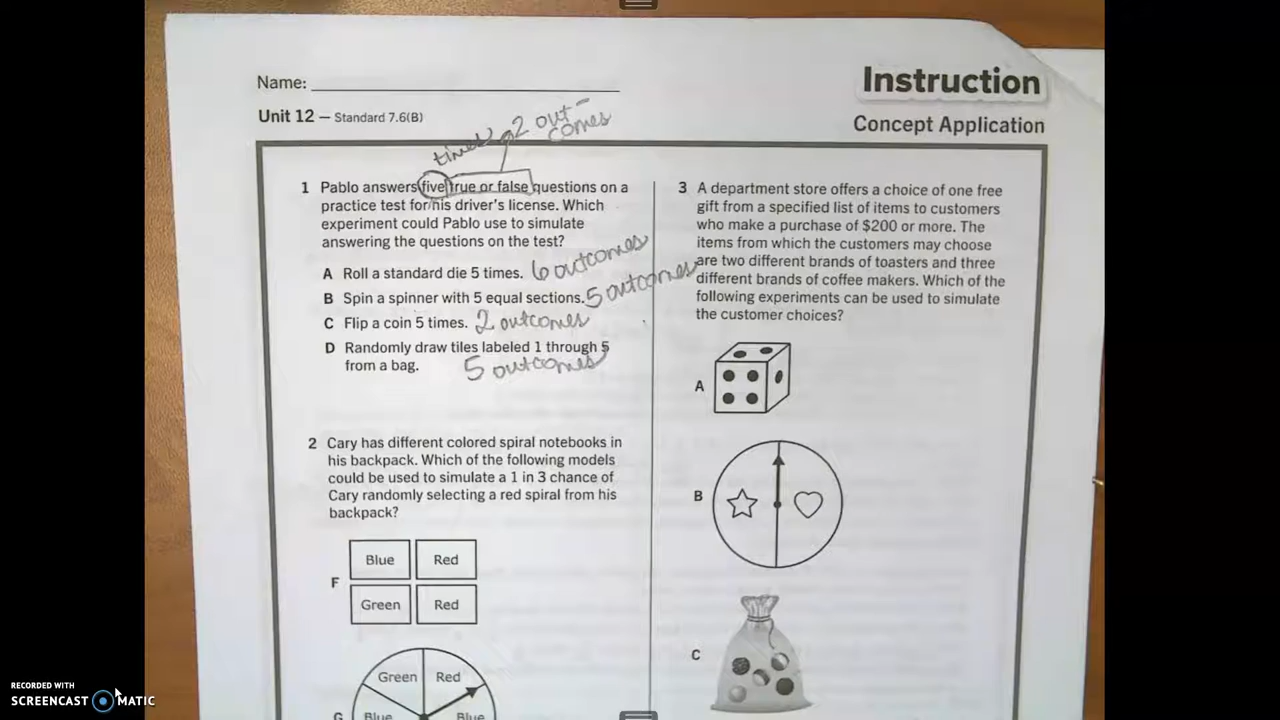 Name:
Instruction
Unit 12 — Standard 7.6(B)
Concept Application
times
2 out-
comes
1 Pablo answers five true or false questions on a
practice test for his driver's license. Which
experiment could Pablo use to simulate
answering the questions on the test?
A Roll a standard die 5 times. 6 outcomes
B Spin a spinner with 5 equal sections. 5 outcomes
C Flip a coin 5 times. 2 outcomes
D Randomly draw tiles labeled 1 through 5
from a bag. 5 outcomes
2 Cary has different colored spiral notebooks in
his backpack. Which of the following models
could be used to simulate a 1 in 3 chance of
Cary randomly selecting a red spiral from his
backpack?
F
Blue Red
Green Red
G
Green Red
Blue Blue
3 A department store offers a choice of one free
gift from a specified list of items to customers
who make a purchase of $200 or more. The
items from which the customers may choose
are two different brands of toasters and three
different brands of coffee makers. Which of the
following experiments can be used to simulate
the customer choices?
A
B
C
RECORDED WITH
SCREENCAST MATIC